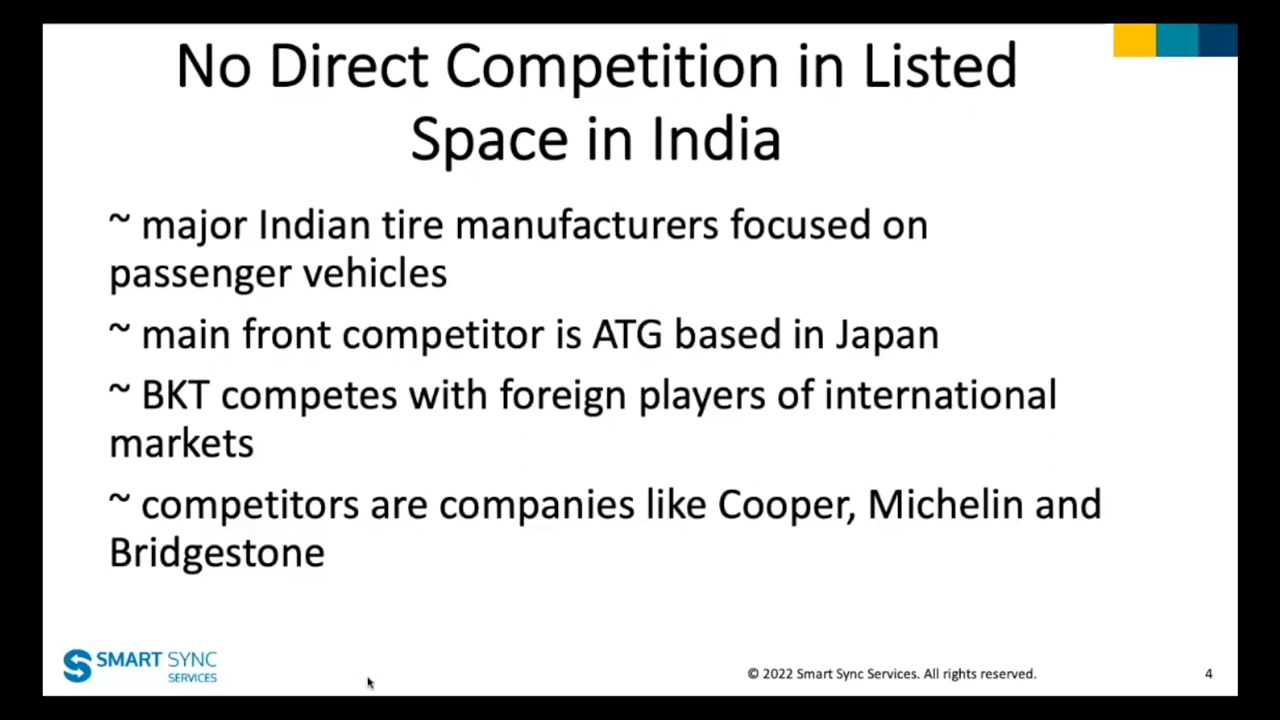 No Direct Competition in Listed
Space in India
~ major Indian tire manufacturers focused on
passenger vehicles
~ main front competitor is ATG based in Japan
~ BKT competes with foreign players of international
markets
~ competitors are companies like Cooper, Michelin and
Bridgestone
SMART SYNC
SERVICES
© 2022 Smart Sync Services. All rights reserved.
4